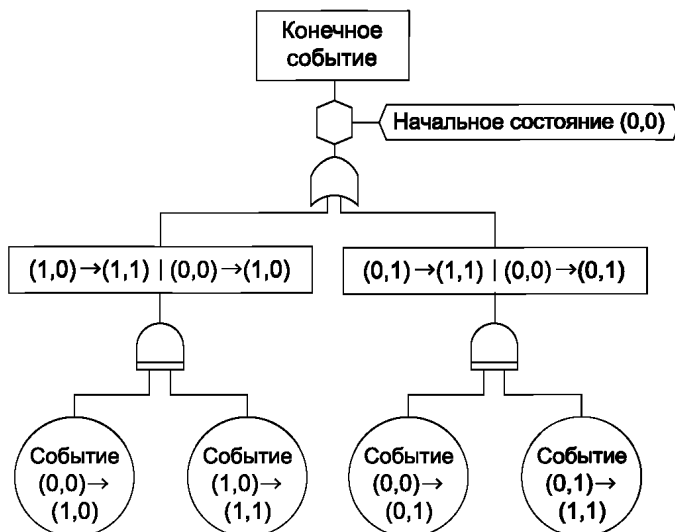 Конечное
событие
Начальное состояние (0,0)
(1,0)→(1,1) | (0,0)→(1,0)
(0,1)→(1,1) | (0,0)→(0,1)
Событие
(0,0)→
(1,0)
Событие
(1,0)→
(1,1)
Событие
(0,0)→
(0,1)
Событие
(0,1)→
(1,1)